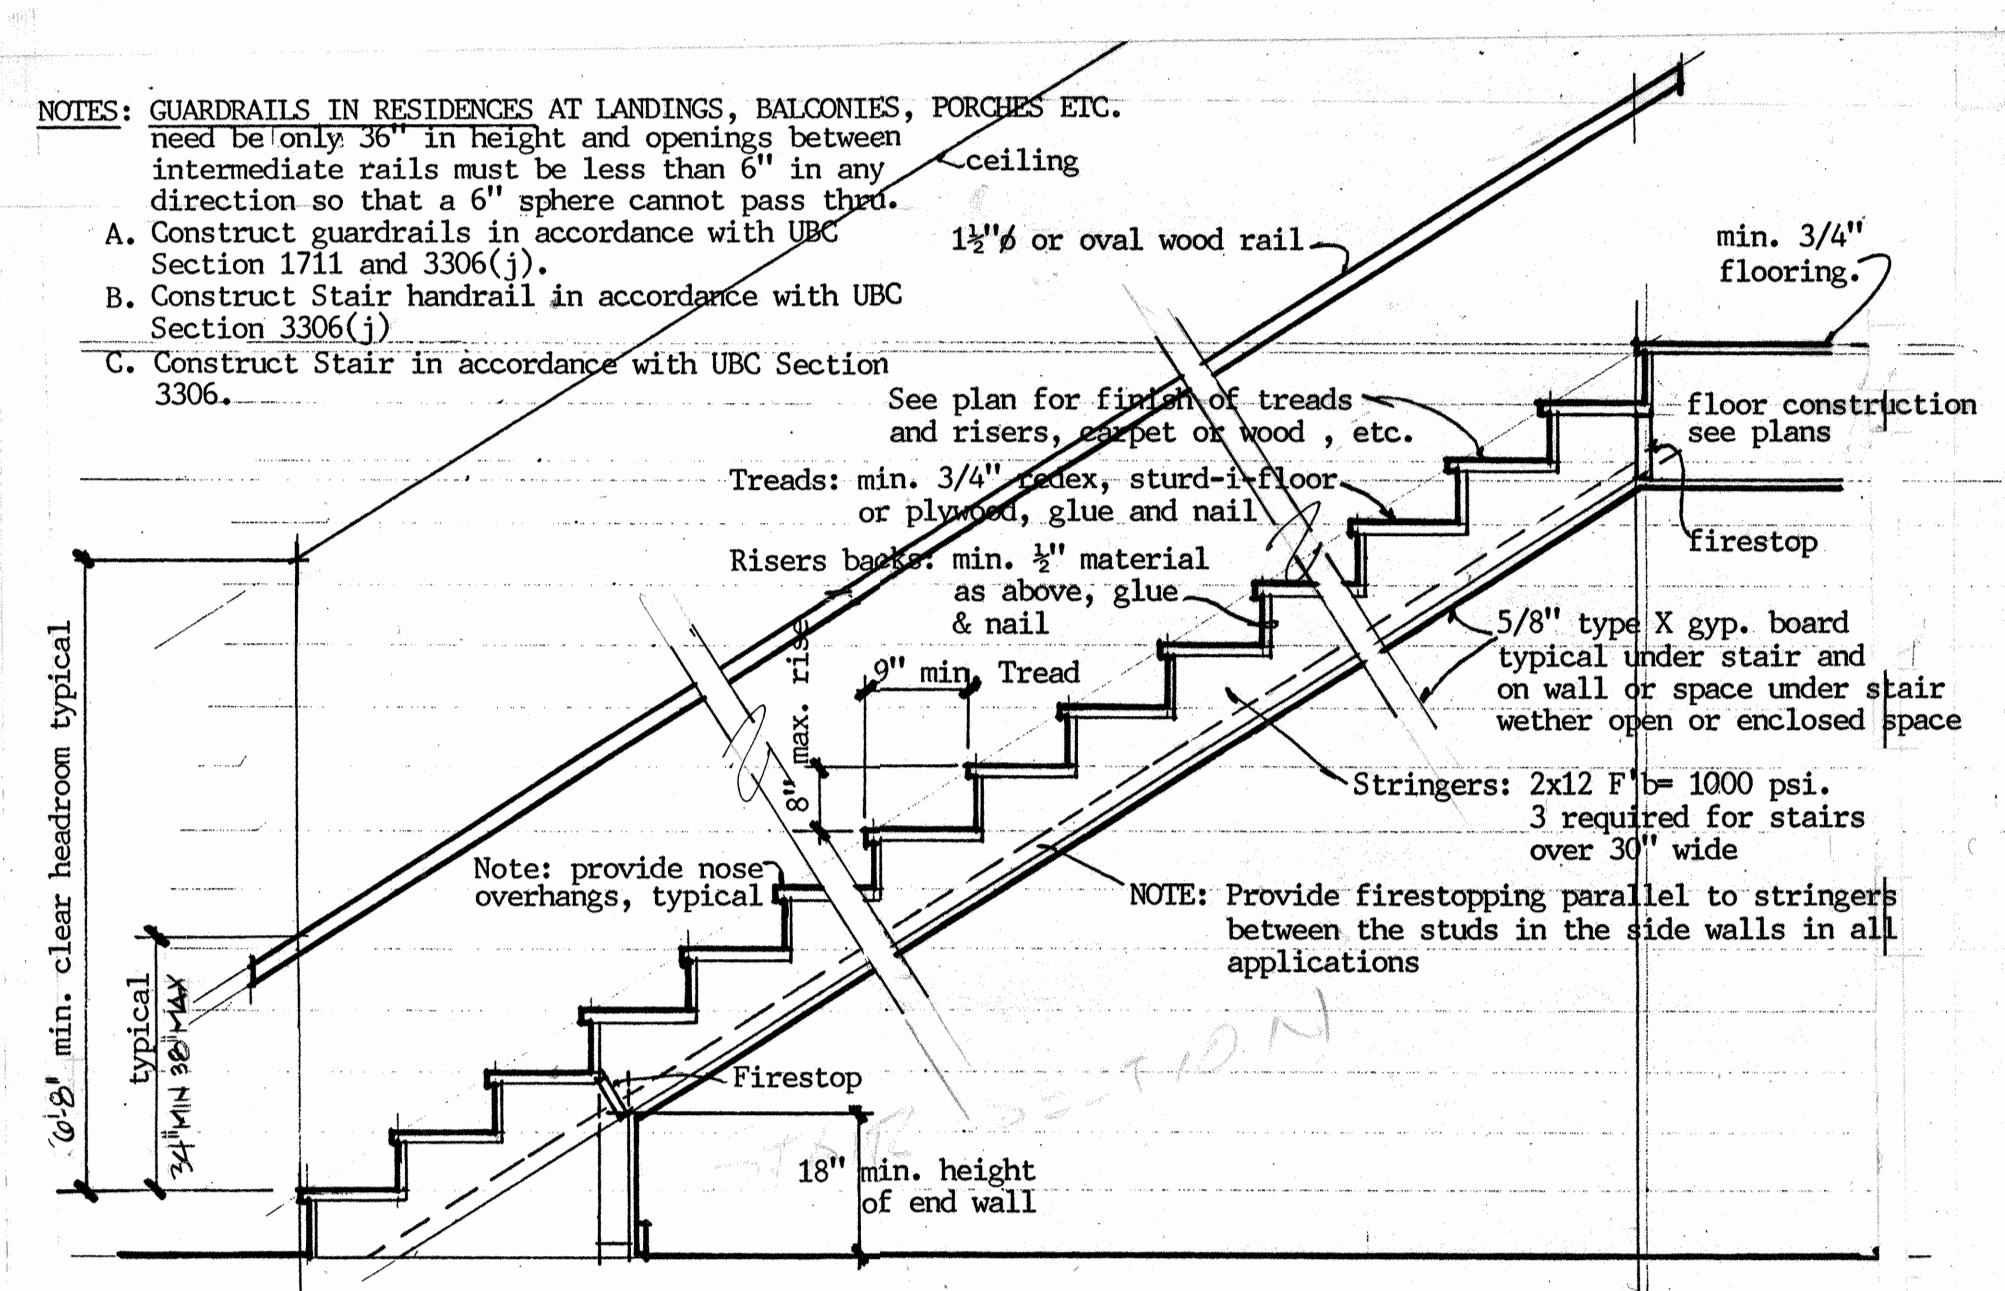 NOTES: GUARDRAILS IN RESIDENCES AT LANDINGS, BALCONIES, PORCHES ETC.
need be only 36" in height and openings between
intermediate rails must be less than 6" in any
direction so that a 6" sphere cannot pass thru.
A. Construct guardrails in accordance with UBC
Section 1711 and 3306(j).
B. Construct Stair handrail in accordance with UBC
Section 3306(j)
C. Construct Stair in accordance with UBC Section
3306.
ceiling
1½"ø or oval wood rail
min. 3/4"
flooring.
See plan for finish of treads
and risers, carpet or wood , etc.
floor construction
see plans
Treads: min. 3/4" redex, sturd-i-floor
or plywood, glue and nail
firestop
Risers backs: min. ½" material
as above, glue
& nail
5/8" type X gyp. board
typical under stair and
on wall or space under stair
wether open or enclosed space
9" min. Tread
8" max. rise
Stringers: 2x12 F'b= 1000 psi.
3 required for stairs
over 30" wide
Note: provide nose
overhangs, typical
NOTE: Provide firestopping parallel to stringers
between the studs in the side walls in all
applications
6'-8" min. clear headroom typical
typical
34" MIN 38" MAX
Firestop
18" min. height
of end wall